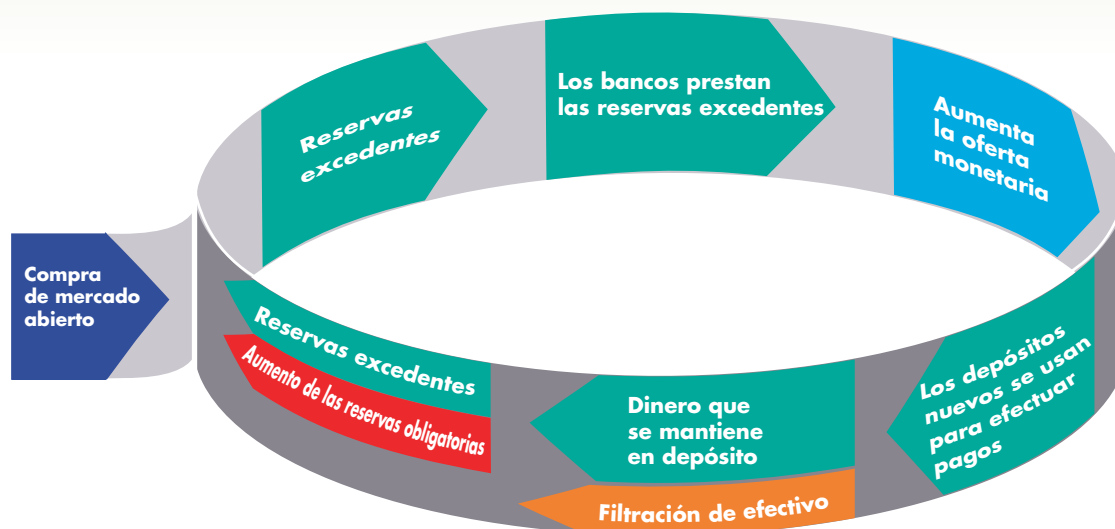 Compra
de mercado
abierto
Reservas
excedentes
Los bancos prestan
las reservas excedentes
Aumenta
la oferta
monetaria
Los depósitos
nuevos se usan
para efectuar
pagos
Dinero que
se mantiene
en depósito
Filtración de efectivo
Reservas excedentes
Aumento de las reservas obligatorias